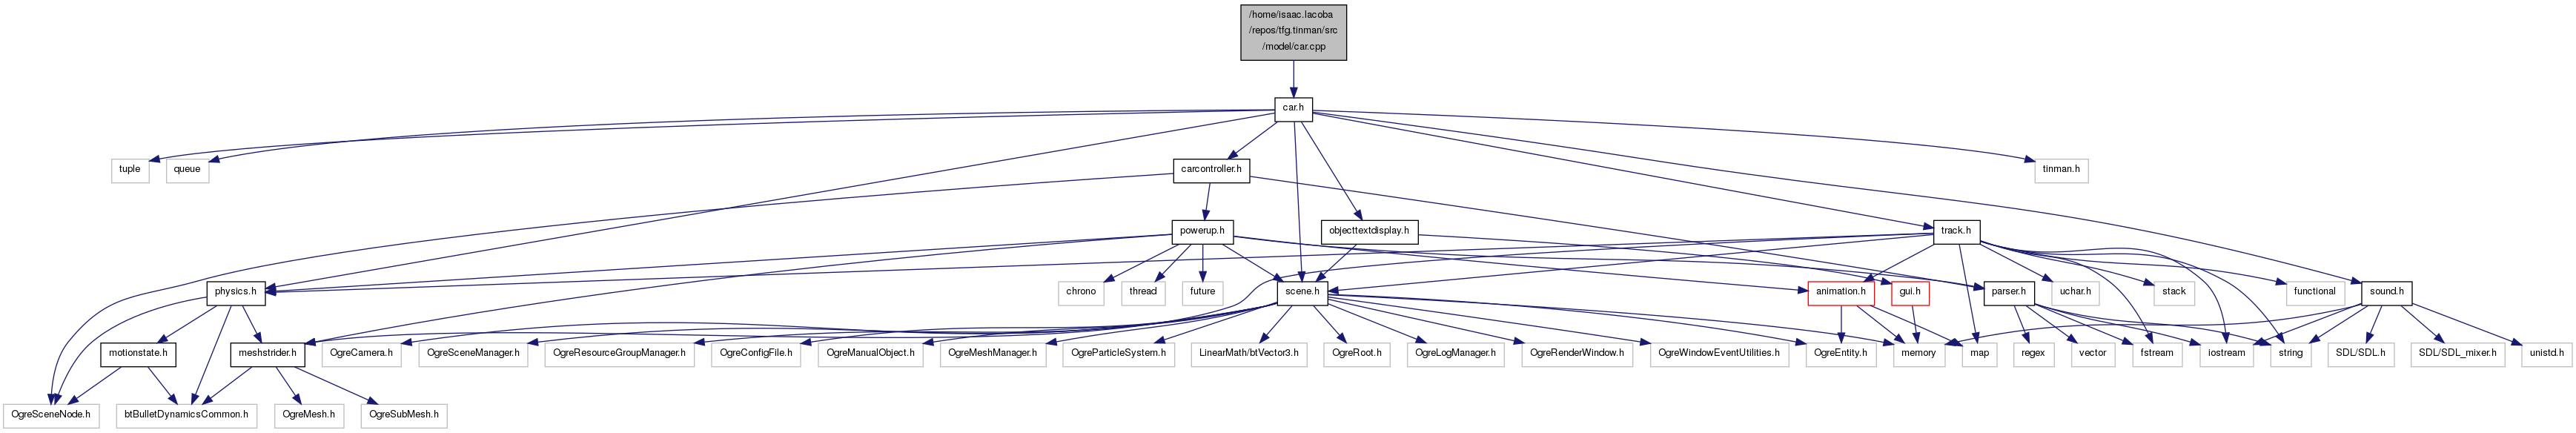 /home/isaac.lacoba
/repos/tfg.tinman/src
/model/car.cpp
car.h
tuple
queue
carcontroller.h
tinman.h
powerup.h
objecttextdisplay.h
track.h
physics.h
chrono
thread
future
scene.h
animation.h
gui.h
parser.h
uchar.h
stack
functional
sound.h
motionstate.h
meshstrider.h
OgreCamera.h
OgreSceneManager.h
OgreResourceGroupManager.h
OgreConfigFile.h
OgreManualObject.h
OgreMeshManager.h
OgreParticleSystem.h
LinearMath/btVector3.h
OgreRoot.h
OgreLogManager.h
OgreRenderWindow.h
OgreWindowEventUtilities.h
OgreEntity.h
memory
map
regex
vector
fstream
iostream
string
SDL/SDL.h
SDL/SDL_mixer.h
unistd.h
OgreSceneNode.h
btBulletDynamicsCommon.h
OgreMesh.h
OgreSubMesh.h